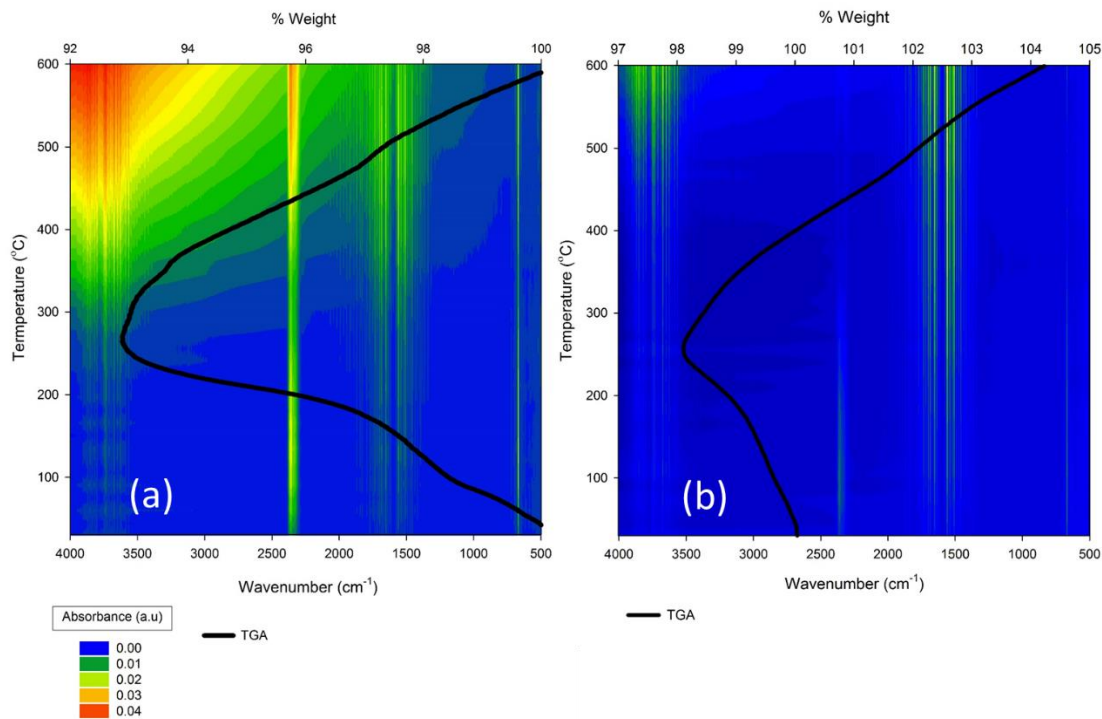 % Weight
92 94 96 98 100
600
500
400
300
200
100
Termperature (°C)
(a)
4000 3500 3000 2500 2000 1500 1000 500
Wavenumber (cm-1)
Absorbance (a.u)
0.00
0.01
0.02
0.03
0.04
TGA
% Weight
97 98 99 100 101 102 103 104 105
600
500
400
300
200
100
Temperature (°C)
(b)
4000 3500 3000 2500 2000 1500 1000 500
Wavenumber (cm-1)
TGA